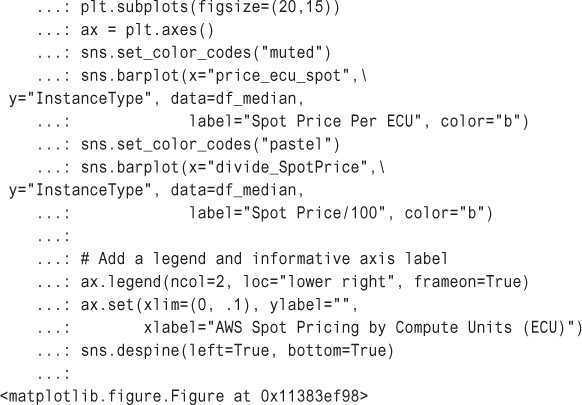 ...: plt.subplots(figsize=(20,15))
...: ax = plt.axes()
...: sns.set_color_codes("muted")
...: sns.barplot(x="price_ecu_spot",\
y="InstanceType", data=df_median,
...:             label="Spot Price Per ECU", color="b")
...: sns.set_color_codes("pastel")
...: sns.barplot(x="divide_SpotPrice",\
y="InstanceType", data=df_median,
...:             label="Spot Price/100", color="b")
...:
...: # Add a legend and informative axis label
...: ax.legend(ncol=2, loc="lower right", frameon=True)
...: ax.set(xlim=(0, .1), ylabel="",
...:        xlabel="AWS Spot Pricing by Compute Units (ECU)")
...: sns.despine(left=True, bottom=True)
...:
<matplotlib.figure.Figure at 0x11383ef98>